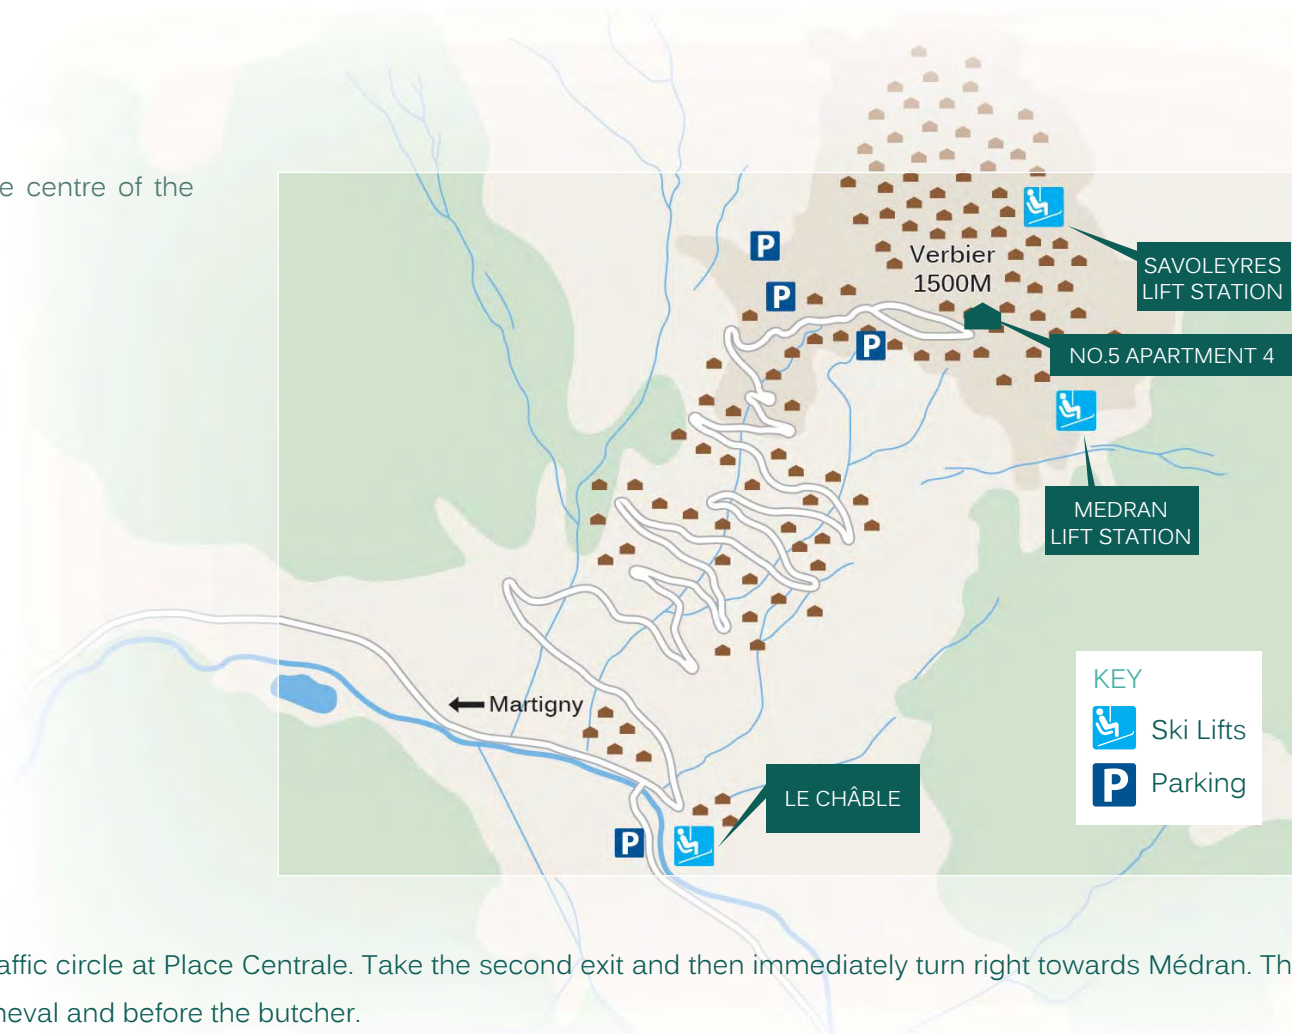 e centre of the
Verbier
1500M
SAVOLEYRES
LIFT STATION
NO.5 APARTMENT 4
MEDRAN
LIFT STATION
KEY
Ski Lifts
P Parking
Martigny
LE CHÂBLE
P
P
P
P
affic circle at Place Centrale. Take the second exit and then immediately turn right towards Médran. Th
neval and before the butcher.